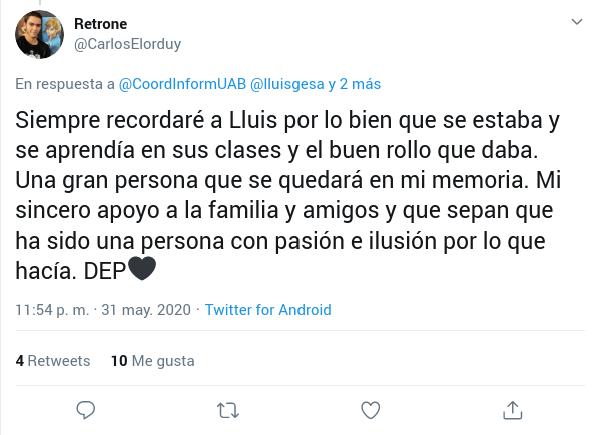 Retrone
@CarlosElorduy
En respuesta a @CoordInformUAB @lluisgesa y 2 más
Siempre recordaré a Lluis por lo bien que se estaba y
se aprendía en sus clases y el buen rollo que daba.
Una gran persona que se quedará en mi memoria. Mi
sincero apoyo a la familia y amigos y que sepan que
ha sido una persona con pasión e ilusión por lo que
hacía. DEP🖤
11:54 p. m. · 31 may. 2020 · Twitter for Android
4 Retweets 10 Me gusta